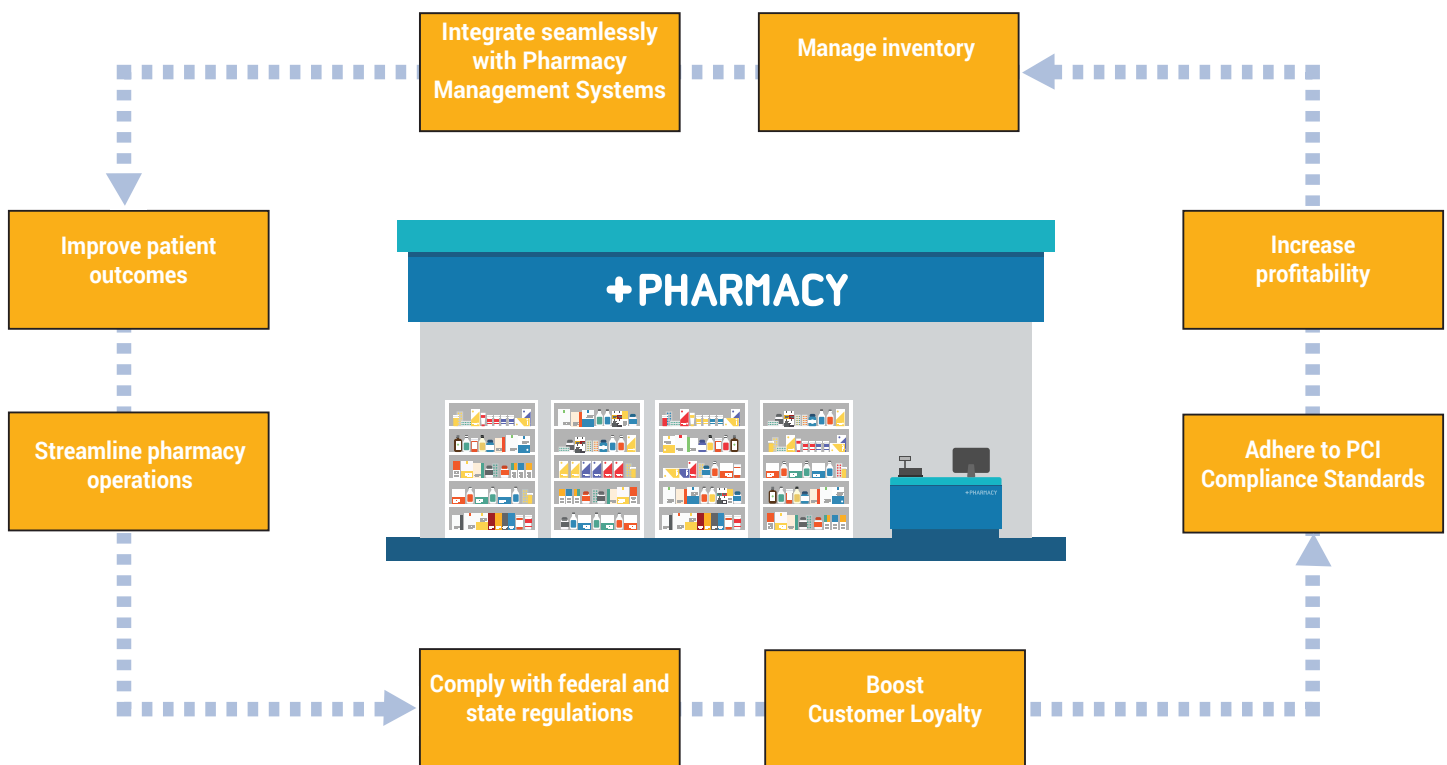 Integrate seamlessly
with Pharmacy
Management Systems
Manage inventory
Improve patient
outcomes
+PHARMACY
Increase
profitability
Streamline pharmacy
operations
Adhere to PCI
Compliance Standards
+PHARMACY
Comply with federal and
state regulations
Boost
Customer Loyalty